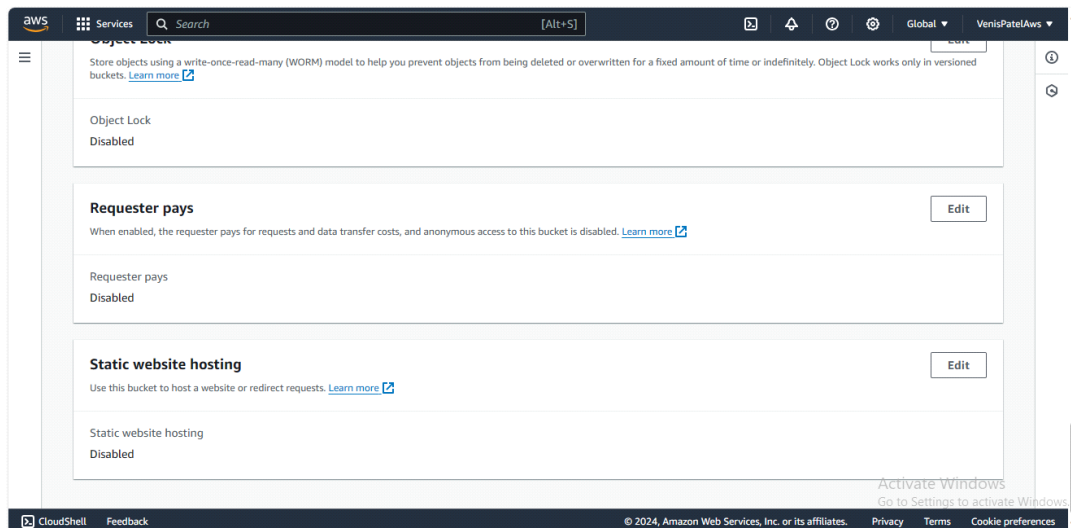 aws
Services
Search [Alt+S]
Global
VenisPatelAws
Object Lock
Edit
Store objects using a write-once-read-many (WORM) model to help you prevent objects from being deleted or overwritten for a fixed amount of time or indefinitely. Object Lock works only in versioned
buckets. Learn more
Object Lock
Disabled
Requester pays
Edit
When enabled, the requester pays for requests and data transfer costs, and anonymous access to this bucket is disabled. Learn more
Requester pays
Disabled
Static website hosting
Edit
Use this bucket to host a website or redirect requests. Learn more
Static website hosting
Disabled
Activate Windows
Go to Settings to activate Windows.
CloudShell Feedback © 2024, Amazon Web Services, Inc. or its affiliates. Privacy Terms Cookie preferences